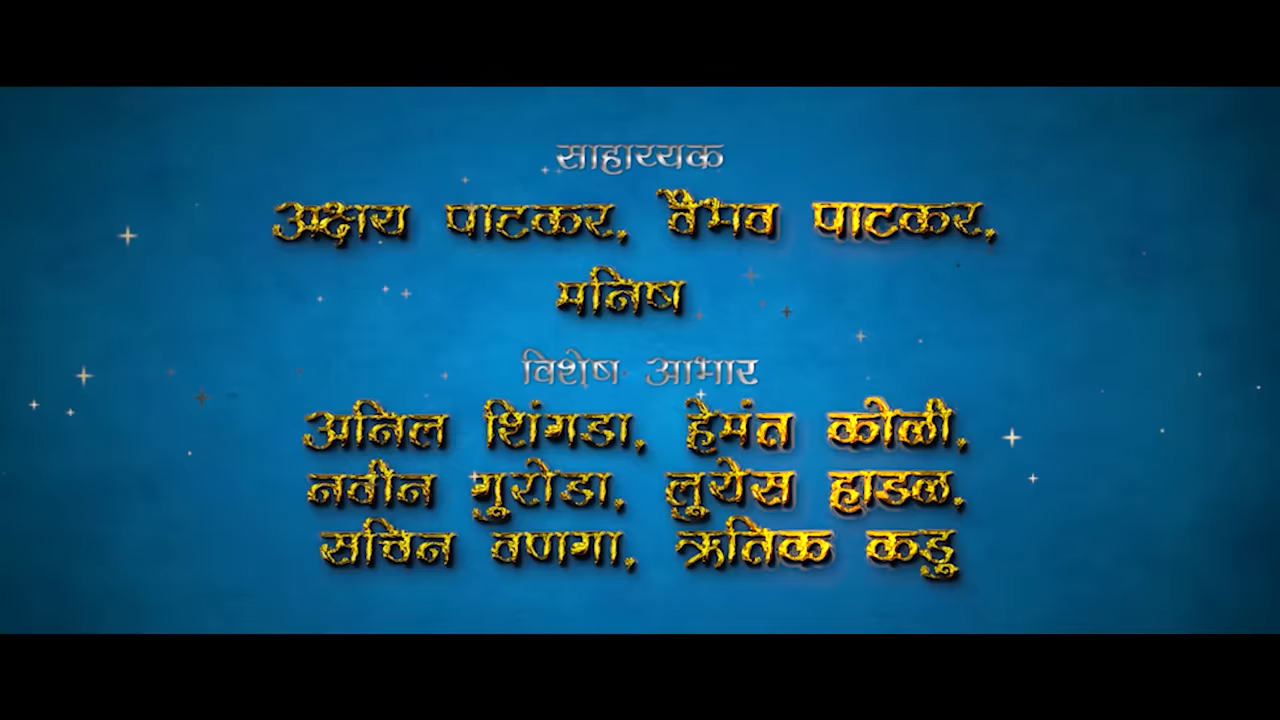 साहाय्यक
अक्षय पाटकर, वैभव पाटकर,
मनिष
विशेष आभार
अनिल शिंगडा, हेमंत कोळी,
नवीन गुरोडा, लुयेस हाडळ,
सचिन वणगा, ऋतिक कडु